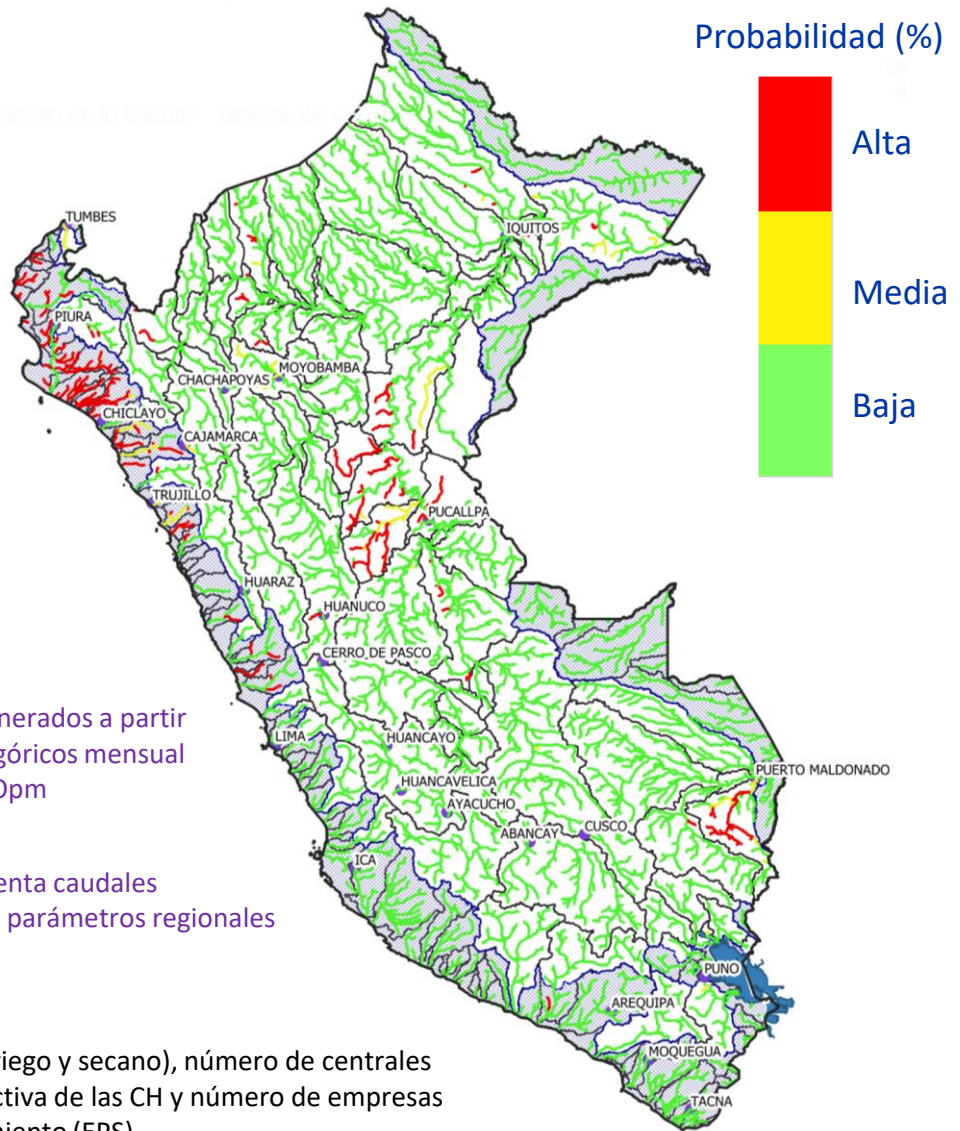 Probabilidad (%)
Alta
Media
Baja
TUMBES
IQUITOS
PIURA
MOYOBAMBA
CHACHAPOYAS
CHICLAYO
CAJAMARCA
TRUJILLO
PUCALLPA
HUARAZ
HUANUCO
CERRO DE PASCO
LIMA
HUANCAYO
PUERTO MALDONADO
HUANCAVELICA
AYACUCHO
ABANCAY
CUSCO
ICA
PUNO
AREQUIPA
MOQUEGUA
TACNA
nerados a partir
góricos mensual
0pm
enta caudales
parámetros regionales
riego y secano), número de centrales
ctiva de las CH y número de empresas
(EPS)